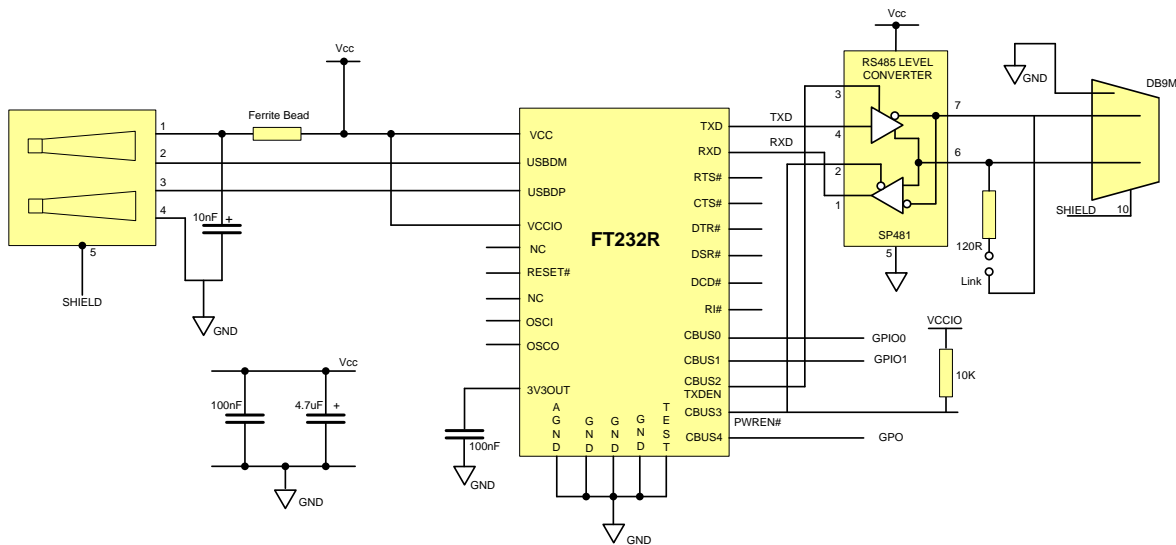 Vcc
Vcc
RS485 LEVEL
CONVERTER
GND
DB9M
Ferrite Bead
1
2
3
4
5
SHIELD
10nF
+
GND
VCC
USBDM
USBDP
VCCIO
NC
RESET#
NC
OSCI
OSCO
3V3OUT
FT232R
TXD
RXD
RTS#
CTS#
DTR#
DSR#
DCD#
RI#
CBUS0
CBUS1
CBUS2
TXDEN
CBUS3
CBUS4
AGND
GND
GND
GND
TEST
TXD
RXD
3
4
2
1
7
6
SP481
5
SHIELD
10
120R
Link
VCCIO
10K
GPIO0
GPIO1
PWREN#
GPO
Vcc
100nF
4.7uF
+
GND
100nF
GND
GND